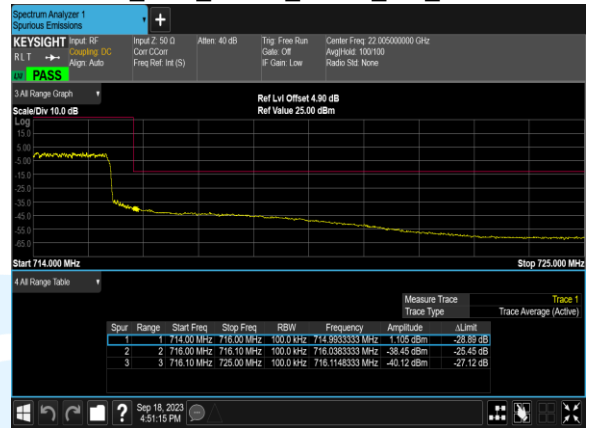 Spectrum Analyzer 1
Spurious Emissions
KEYSIGHT Input: RF Input Z: 50 Ω Atten: 40 dB Trig: Free Run Center Freq: 22.005000000 GHz
RLT Coupling: DC Corr CCorr Gate: Off Avg|Hold: 100/100
Align: Auto Freq Ref: Int (S) IF Gain: Low Radio Std: None
PASS
3 All Range Graph
Ref Lvl Offset 4.90 dB
Scale/Div 10.0 dB Ref Value 25.00 dBm
Log
15.0
5.00
-5.00
-15.0
-25.0
-35.0
-45.0
-55.0
-65.0
Start 714.000 MHz Stop 725.000 MHz
4 All Range Table
Measure Trace Trace 1
Trace Type Trace Average (Active)
Spur Range Start Freq Stop Freq RBW Frequency Amplitude ΔLimit
1 1 714.00 MHz 716.00 MHz 100.0 kHz 714.9933333 MHz 1.105 dBm -28.89 dB
2 2 716.00 MHz 716.10 MHz 100.0 kHz 716.0383333 MHz -38.45 dBm -25.45 dB
3 3 716.10 MHz 725.00 MHz 100.0 kHz 716.1148333 MHz -40.12 dBm -27.12 dB
Sep 18, 2023
4:51:15 PM